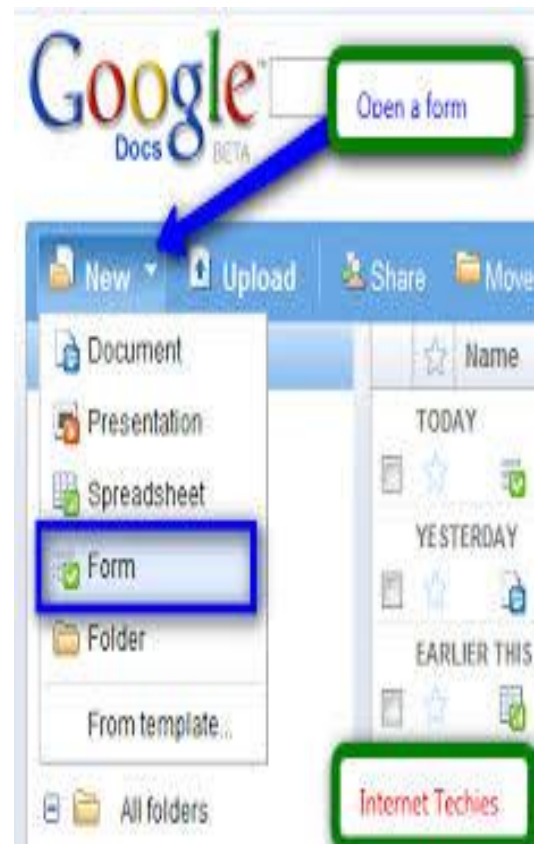 Google
Docs BETA
Open a form
New Upload Share Move
Document
Presentation
Spreadsheet
Form
Folder
From template...
All folders
Name
TODAY
YESTERDAY
EARLIER THIS
Internet Techies